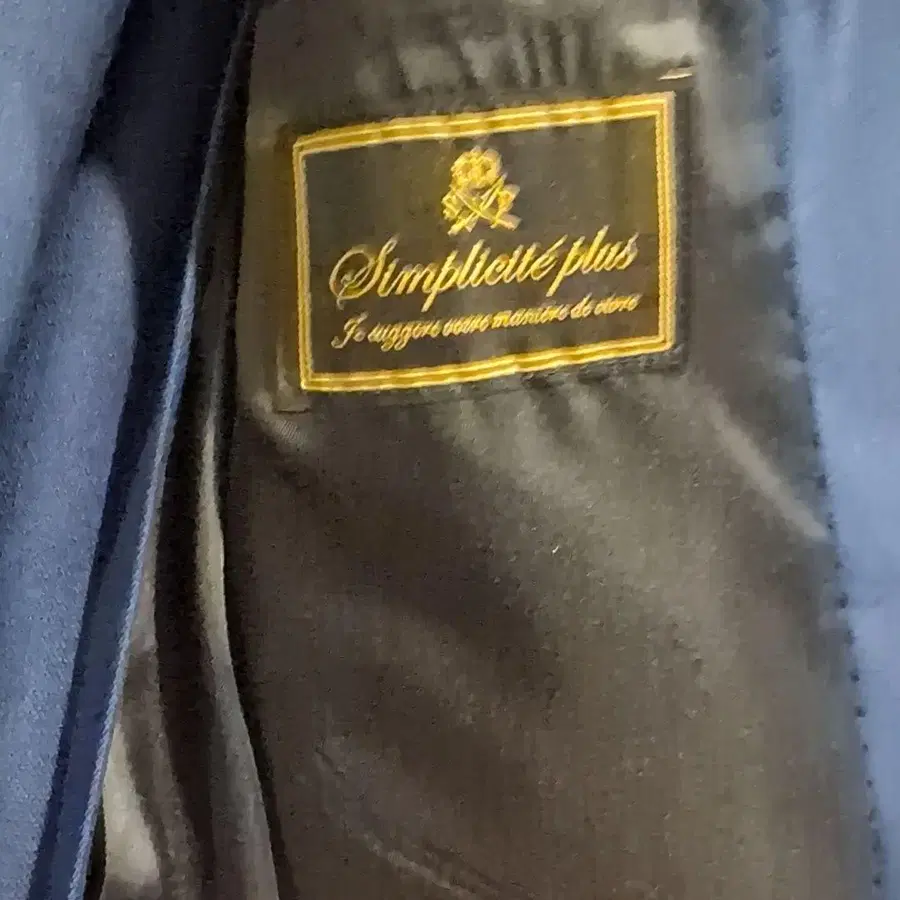 Simplicité plus
Je suggère votre manière de vivre